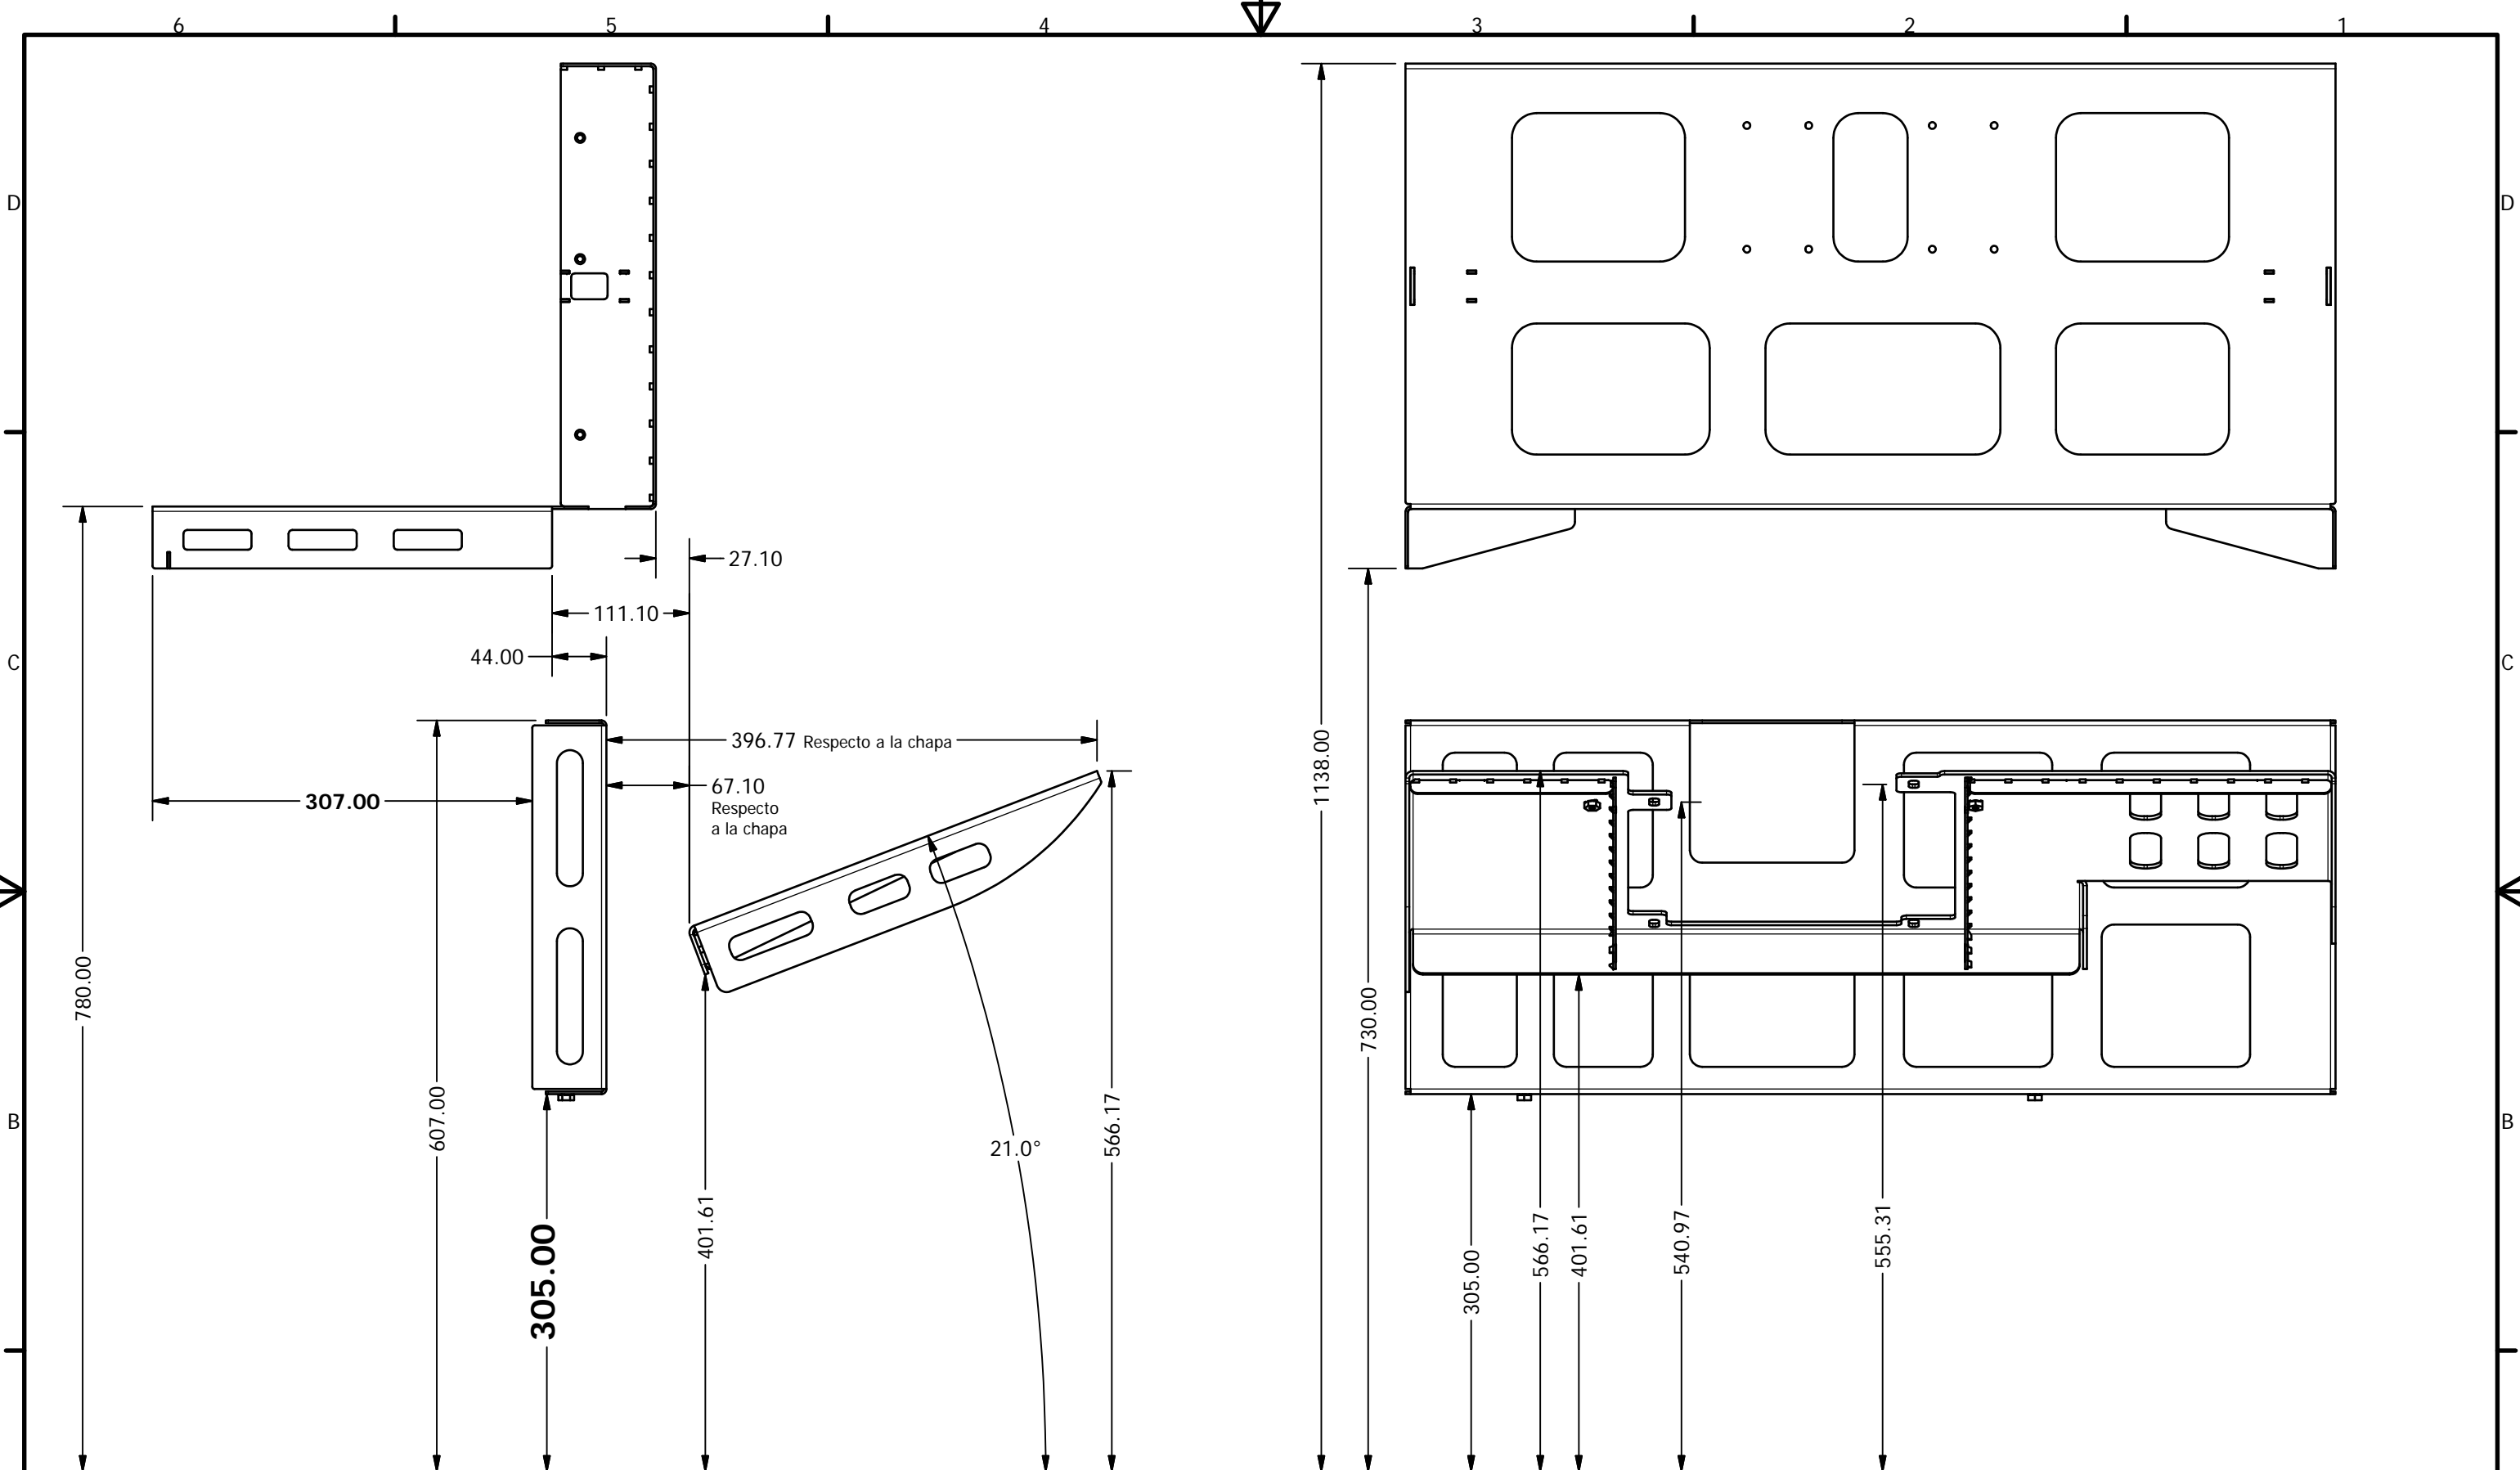 6 5 4 3 2 1
D D
27.10
111.10
44.00
C C
396.77 Respecto a la chapa
67.10
Respecto
a la chapa
307.00
780.00
607.00
305.00
401.61
21.0°
566.17
1138.00
730.00
305.00
566.17
401.61
540.97
555.31
B B